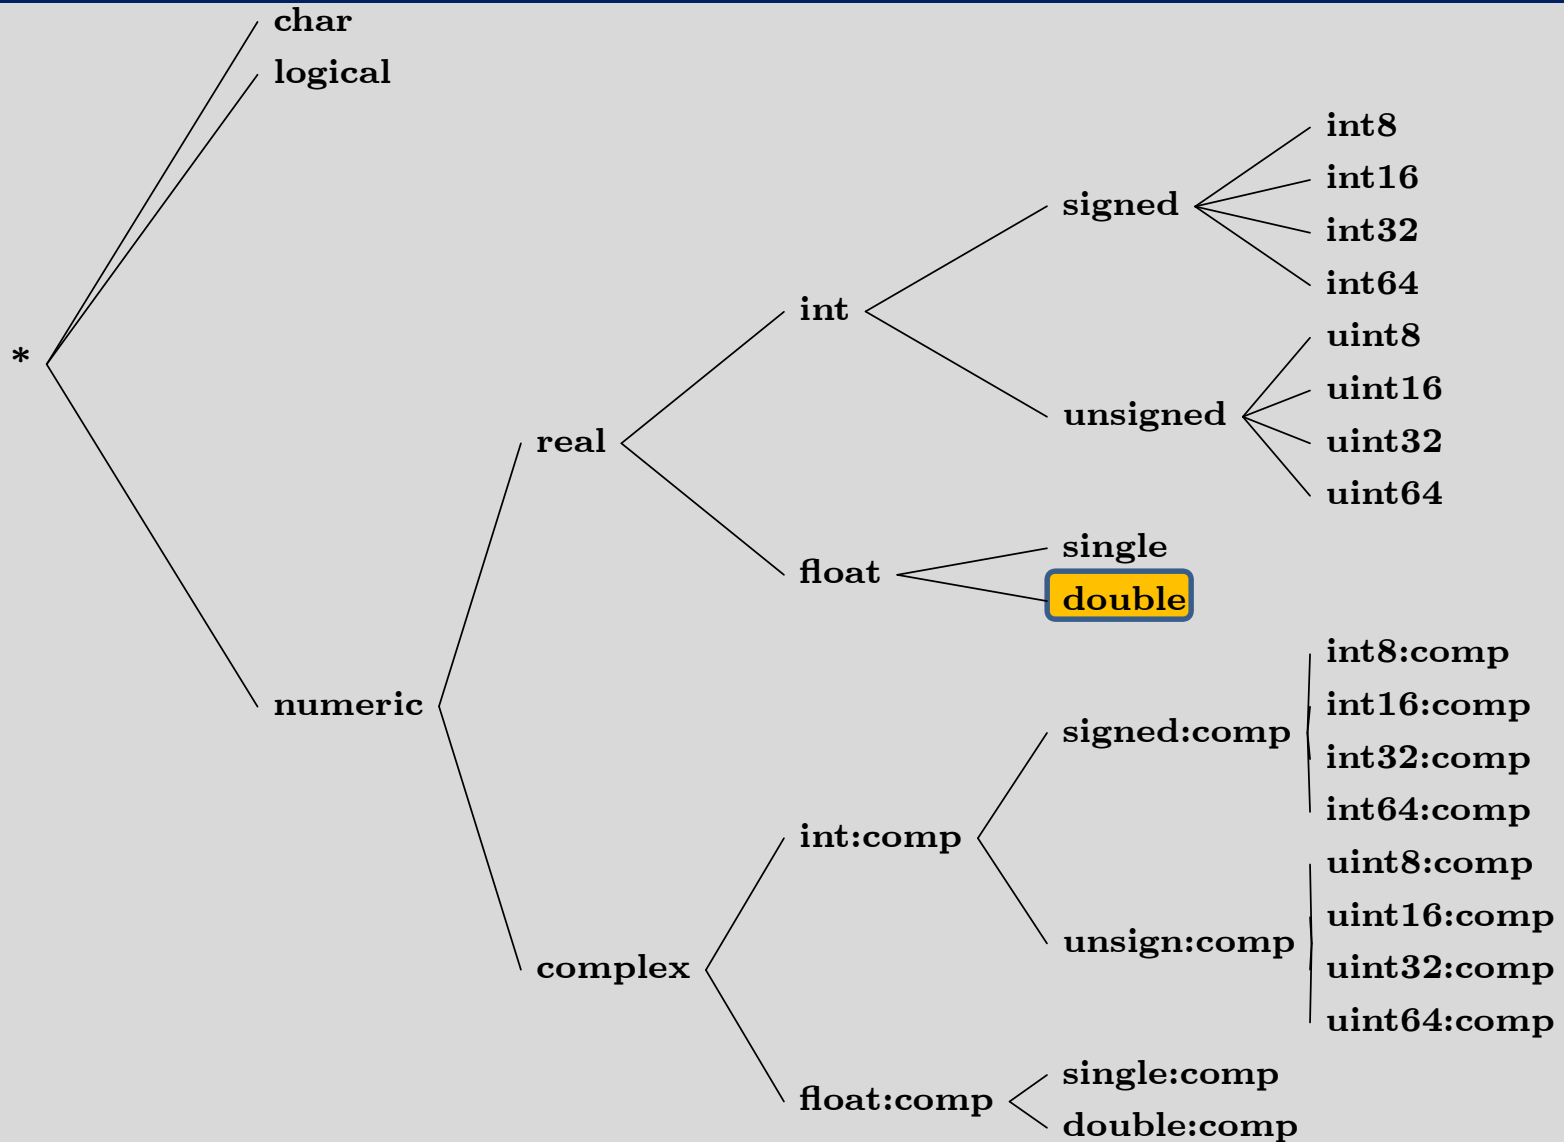 char
logical
int8
int16
signed
int32
int64
int
uint8
*
uint16
unsigned
real
uint32
uint64
single
float
double
int8:comp
numeric
int16:comp
signed:comp
int32:comp
int64:comp
int:comp
uint8:comp
uint16:comp
unsign:comp
complex
uint32:comp
uint64:comp
single:comp
float:comp
double:comp